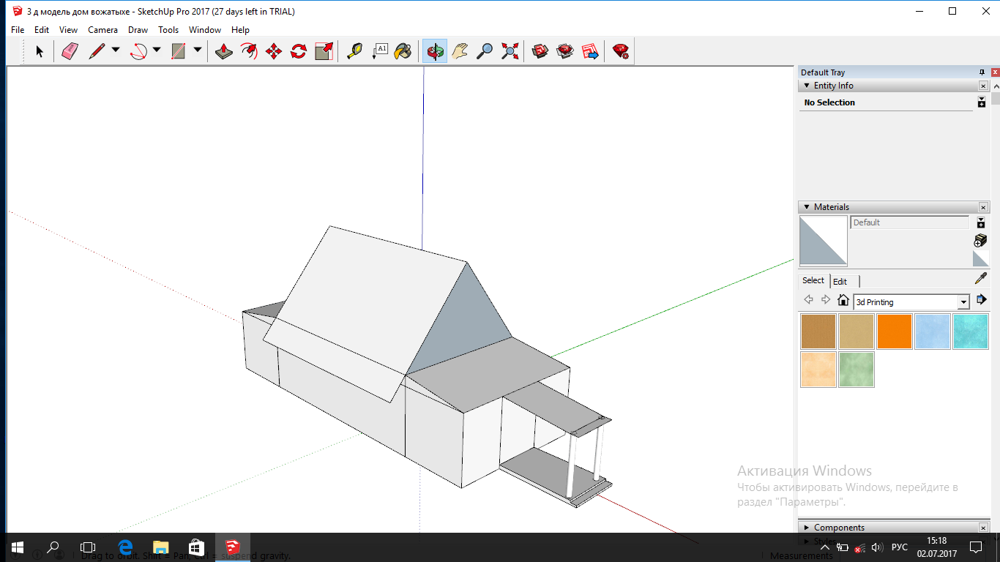 3 д модель дом вожатыхе - SketchUp Pro 2017 (27 days left in TRIAL)
File Edit View Camera Draw Tools Window Help
A1
Default Tray
Entity Info
No Selection
Materials
Default
Select Edit
3d Printing
Активация Windows
Чтобы активировать Windows, перейдите в
раздел "Параметры".
Components
Styles
Drag to orbit. Shift = Pan, Ctrl = suspend gravity.
Measurements
РУС
15:18
02.07.2017